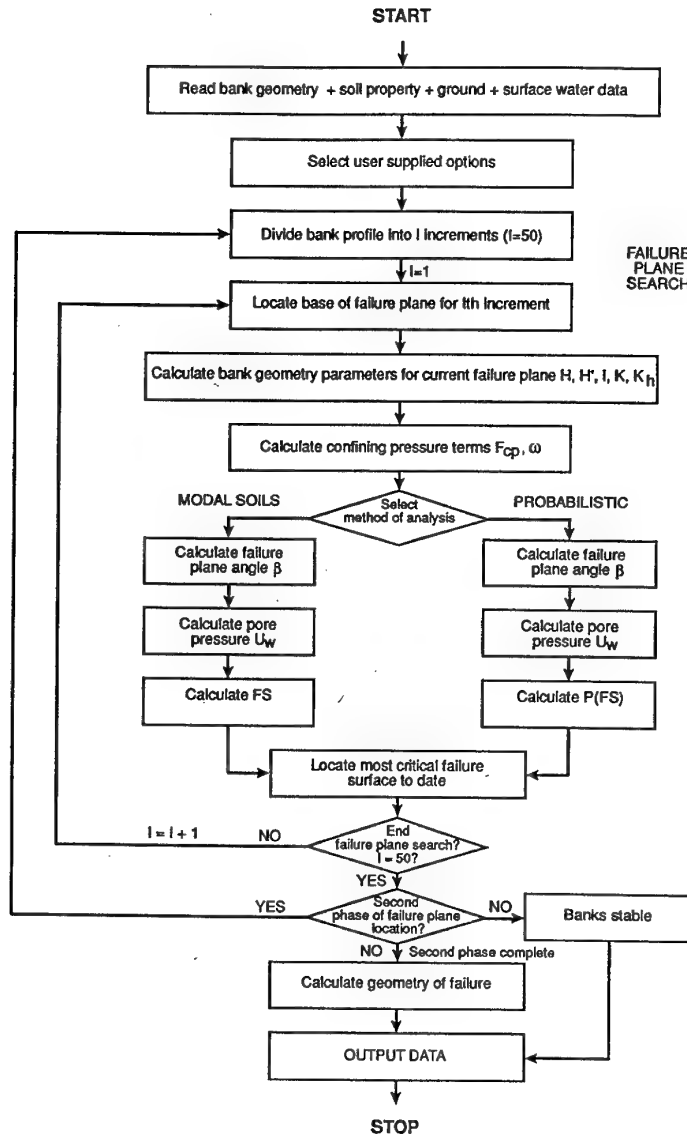 START
Read bank geometry + soil property + ground + surface water data
Select user supplied options
Divide bank profile into I increments (I=50)
FAILURE
PLANE
SEARCH
I=1
Locate base of failure plane for Ith increment
Calculate bank geometry parameters for current failure plane H, H', I, K, Kh
Calculate confining pressure terms Fcp, ω
MODAL SOILS
Select
method of analysis
PROBABILISTIC
Calculate failure
plane angle β
Calculate failure
plane angle β
Calculate pore
pressure Uw
Calculate pore
pressure Uw
Calculate FS
Calculate P(FS)
Locate most critical failure
surface to date
I = I + 1
NO
End
failure plane search?
I = 50?
YES
YES
Second
phase of failure plane
location?
NO
Banks stable
NO
Second phase complete
Calculate geometry of failure
OUTPUT DATA
STOP